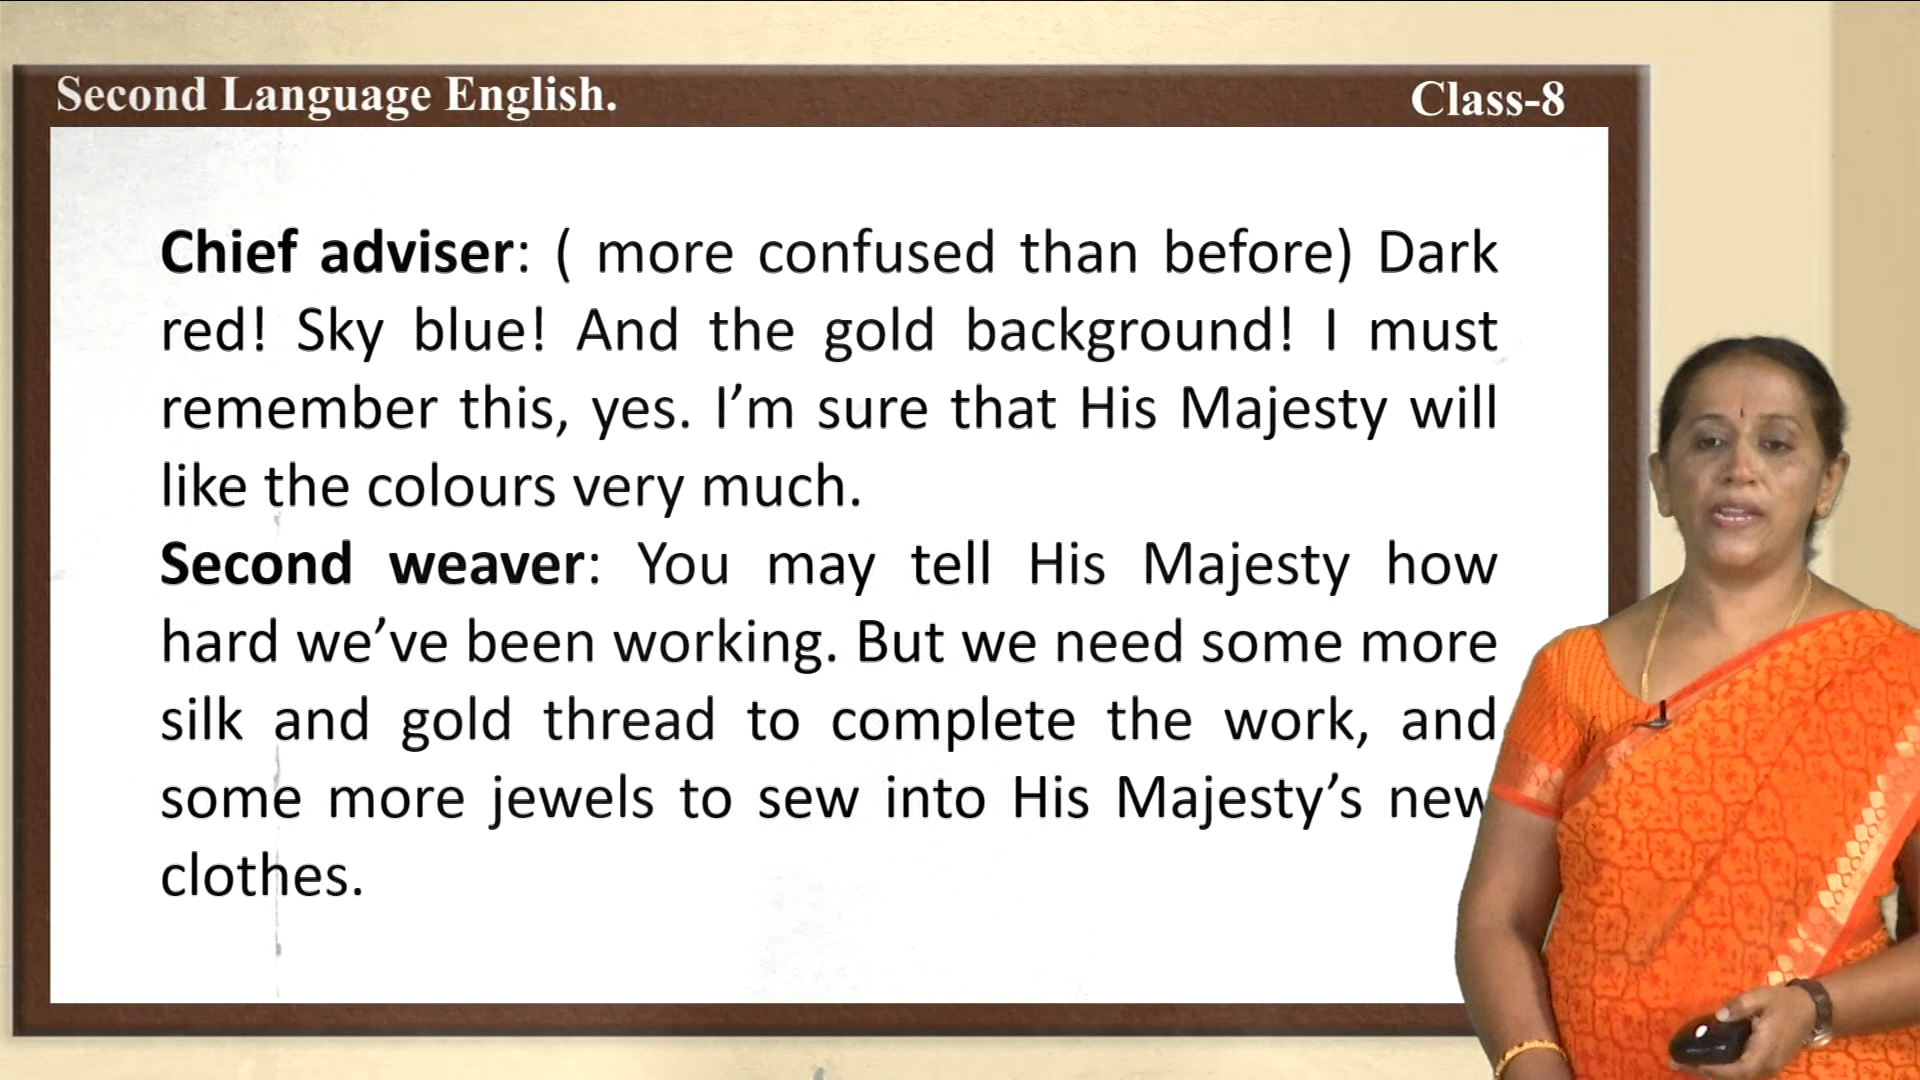 Second Language English.
Class-8
Chief adviser: ( more confused than before) Dark
red! Sky blue! And the gold background! I must
remember this, yes. I’m sure that His Majesty will
like the colours very much.
Second weaver: You may tell His Majesty how
hard we’ve been working. But we need some more
silk and gold thread to complete the work, and
some more jewels to sew into His Majesty’s new
clothes.